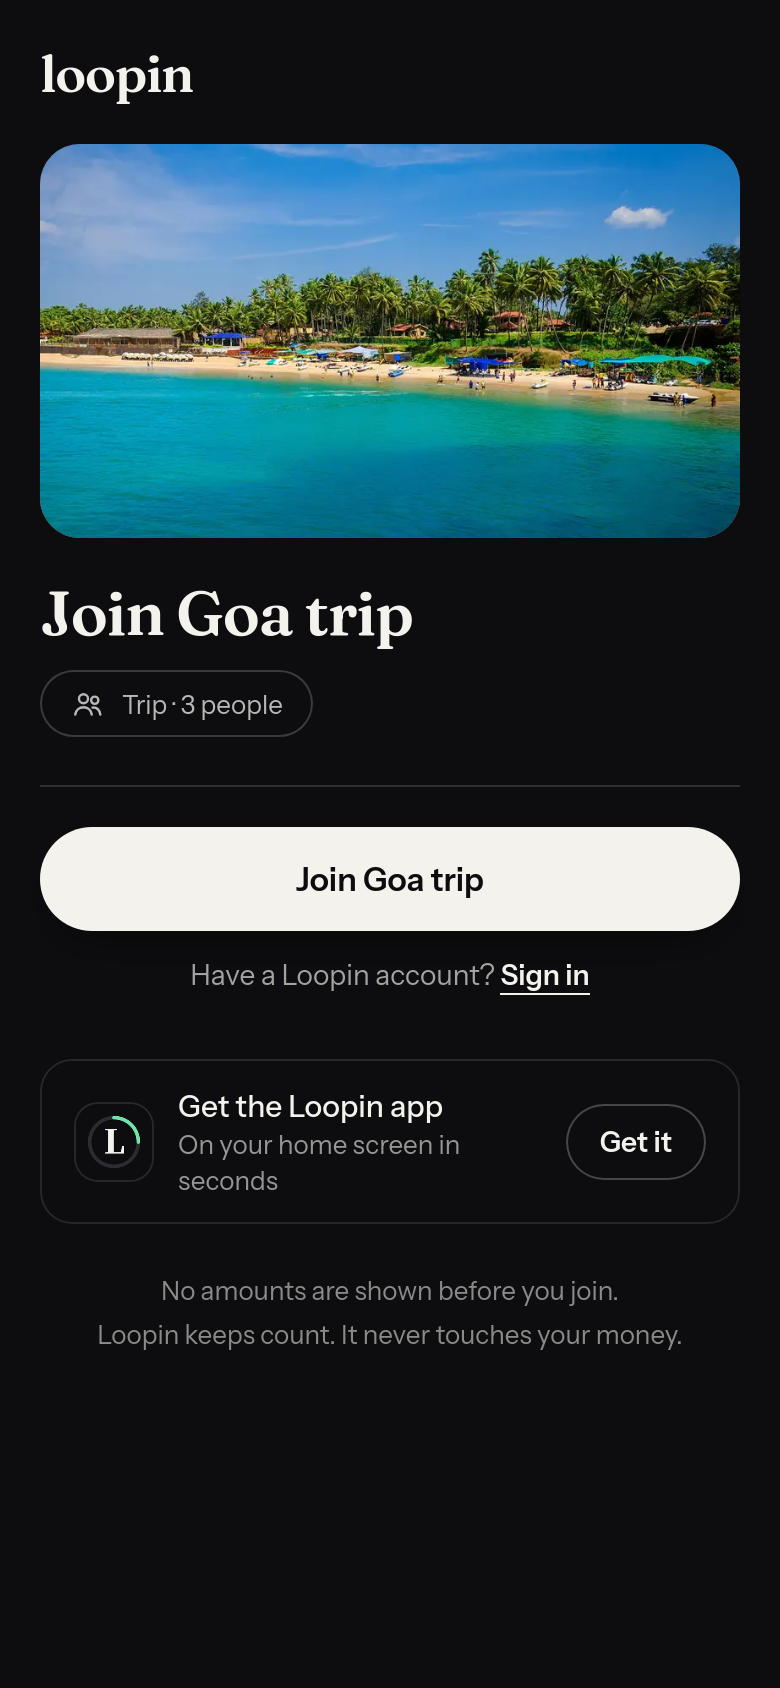 loopin
Join Goa trip
Trip · 3 people
Join Goa trip
Have a Loopin account? Sign in
L
Get the Loopin app
On your home screen in
seconds
Get it
No amounts are shown before you join.
Loopin keeps count. It never touches your money.